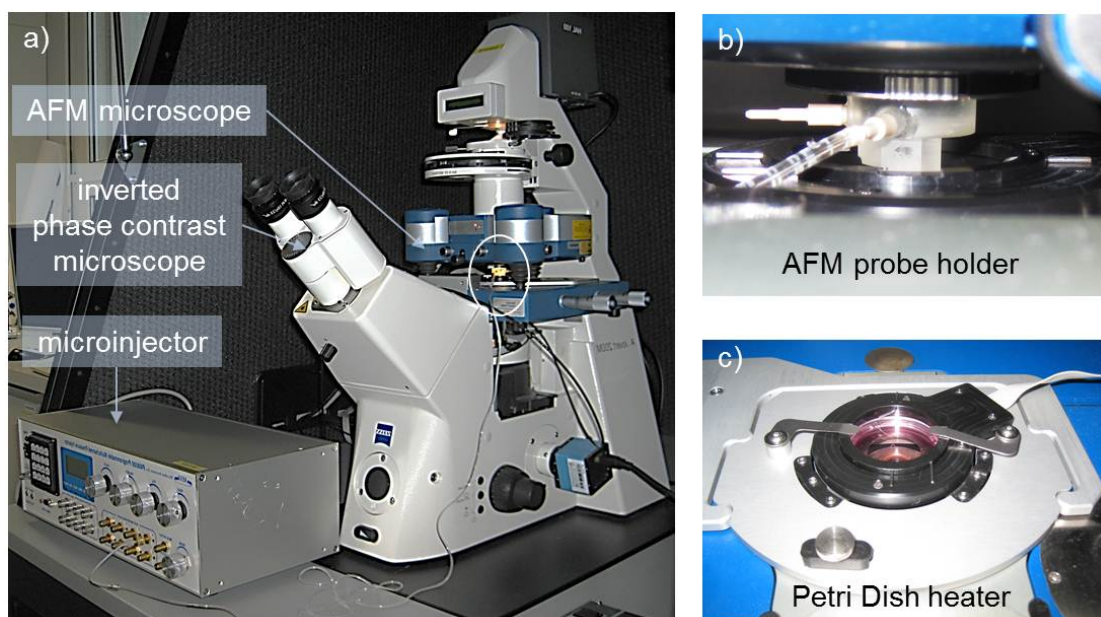 a)
AFM microscope
inverted
phase contrast
microscope
microinjector
ZEISS
b)
AFM probe holder
c)
Petri Dish heater